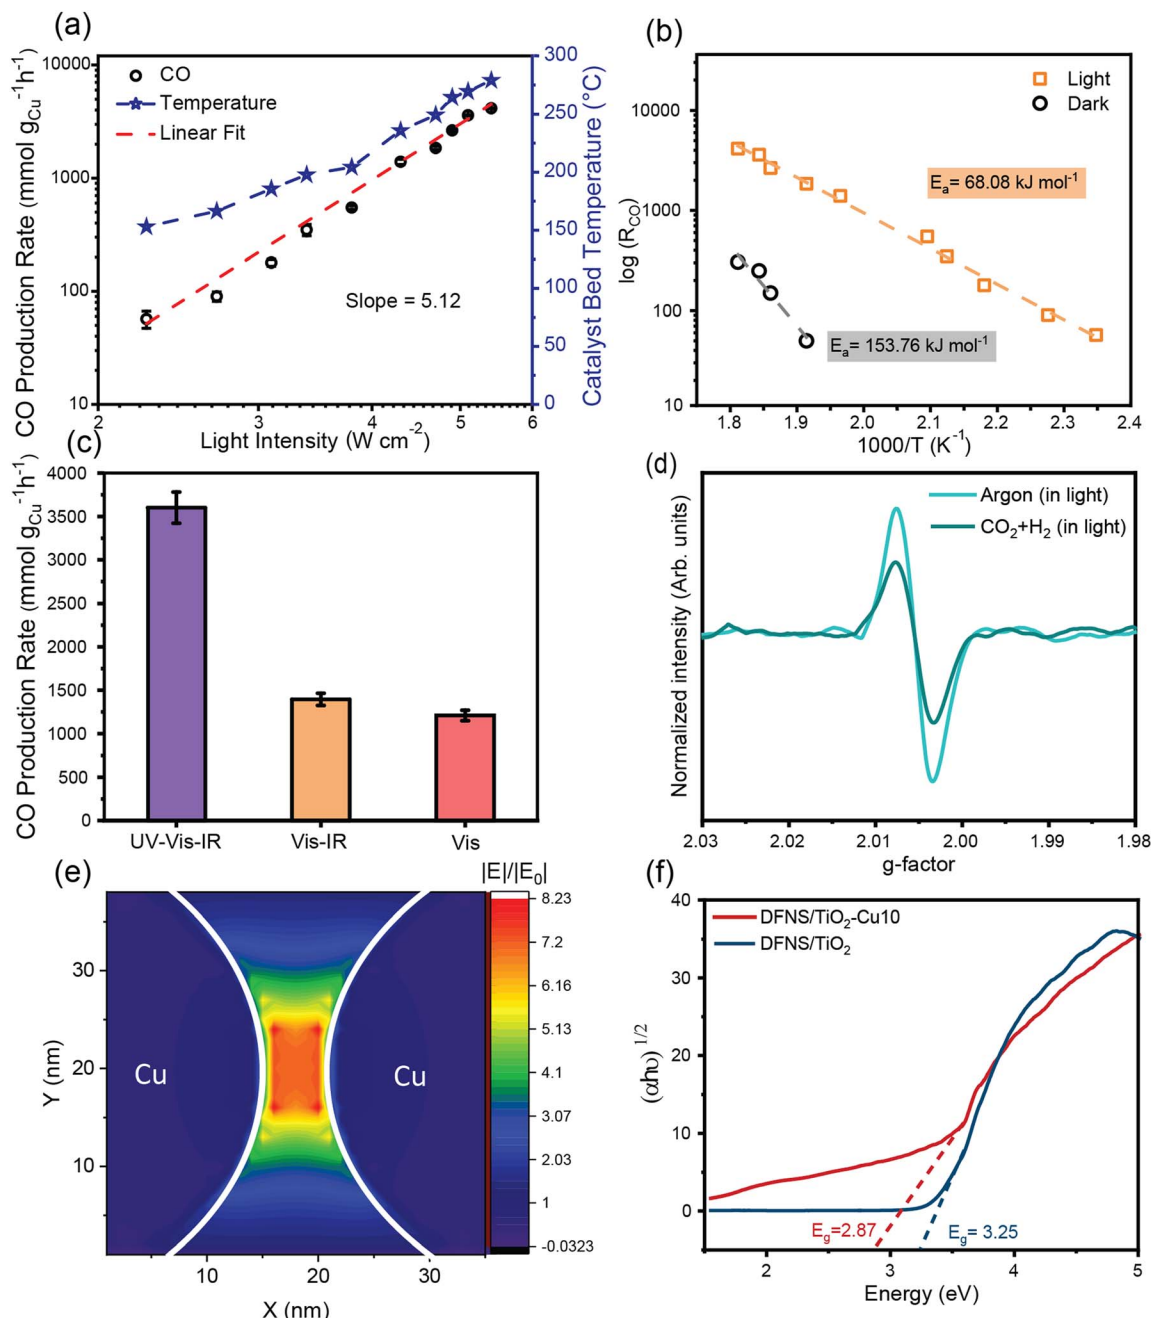 (a)
CO Production Rate (mmol g_Cu⁻¹h⁻¹)
10000
1000
100
10
CO
Temperature
Linear Fit
Slope = 5.12
300
250
200
150
100
50
0
Catalyst Bed Temperature (°C)
2
3
4
5
6
Light Intensity (W cm⁻²)
(b)
log (R_CO)
10000
1000
100
10
Light
Dark
Eₐ= 68.08 kJ mol⁻¹
Eₐ= 153.76 kJ mol⁻¹
1.8
1.9
2.0
2.1
2.2
2.3
2.4
1000/T (K⁻¹)
(c)
CO Production Rate (mmol g_Cu⁻¹h⁻¹)
4000
3500
3000
2500
2000
1500
1000
500
0
UV-Vis-IR
Vis-IR
Vis
(d)
Normalized intensity (Arb. units)
Argon (in light)
CO₂+H₂ (in light)
2.03
2.02
2.01
2.00
1.99
1.98
g-factor
(e)
|E|/|E₀|
8.23
7.2
6.16
5.13
4.1
3.07
2.03
1
-0.0323
Y (nm)
30
20
10
Cu
Cu
10
20
30
X (nm)
(f)
(αhυ)¹/²
40
30
20
10
0
DFNS/TiO₂-Cu10
DFNS/TiO₂
E_g=2.87
E_g= 3.25
2
3
4
5
Energy (eV)